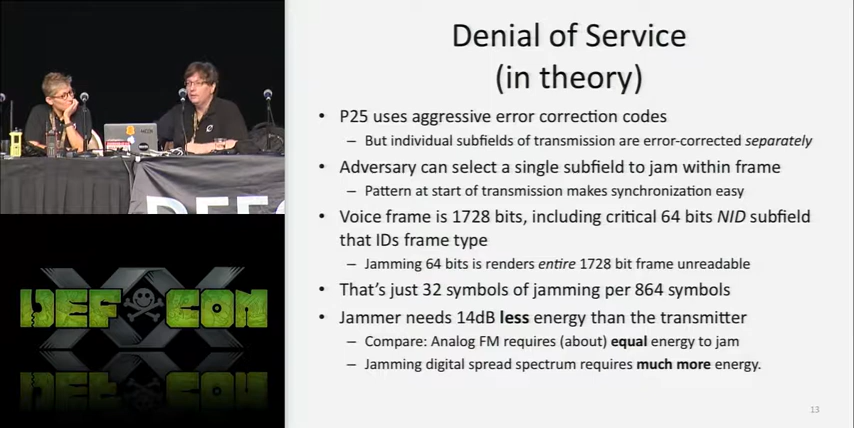 Denial of Service
(in theory)
• P25 uses aggressive error correction codes
– But individual subfields of transmission are error-corrected separately
• Adversary can select a single subfield to jam within frame
– Pattern at start of transmission makes synchronization easy
• Voice frame is 1728 bits, including critical 64 bits NID subfield
that IDs frame type
– Jamming 64 bits is renders entire 1728 bit frame unreadable
• That's just 32 symbols of jamming per 864 symbols
• Jammer needs 14dB less energy than the transmitter
– Compare: Analog FM requires (about) equal energy to jam
– Jamming digital spread spectrum requires much more energy.
13
DEF
XX
DEF CON